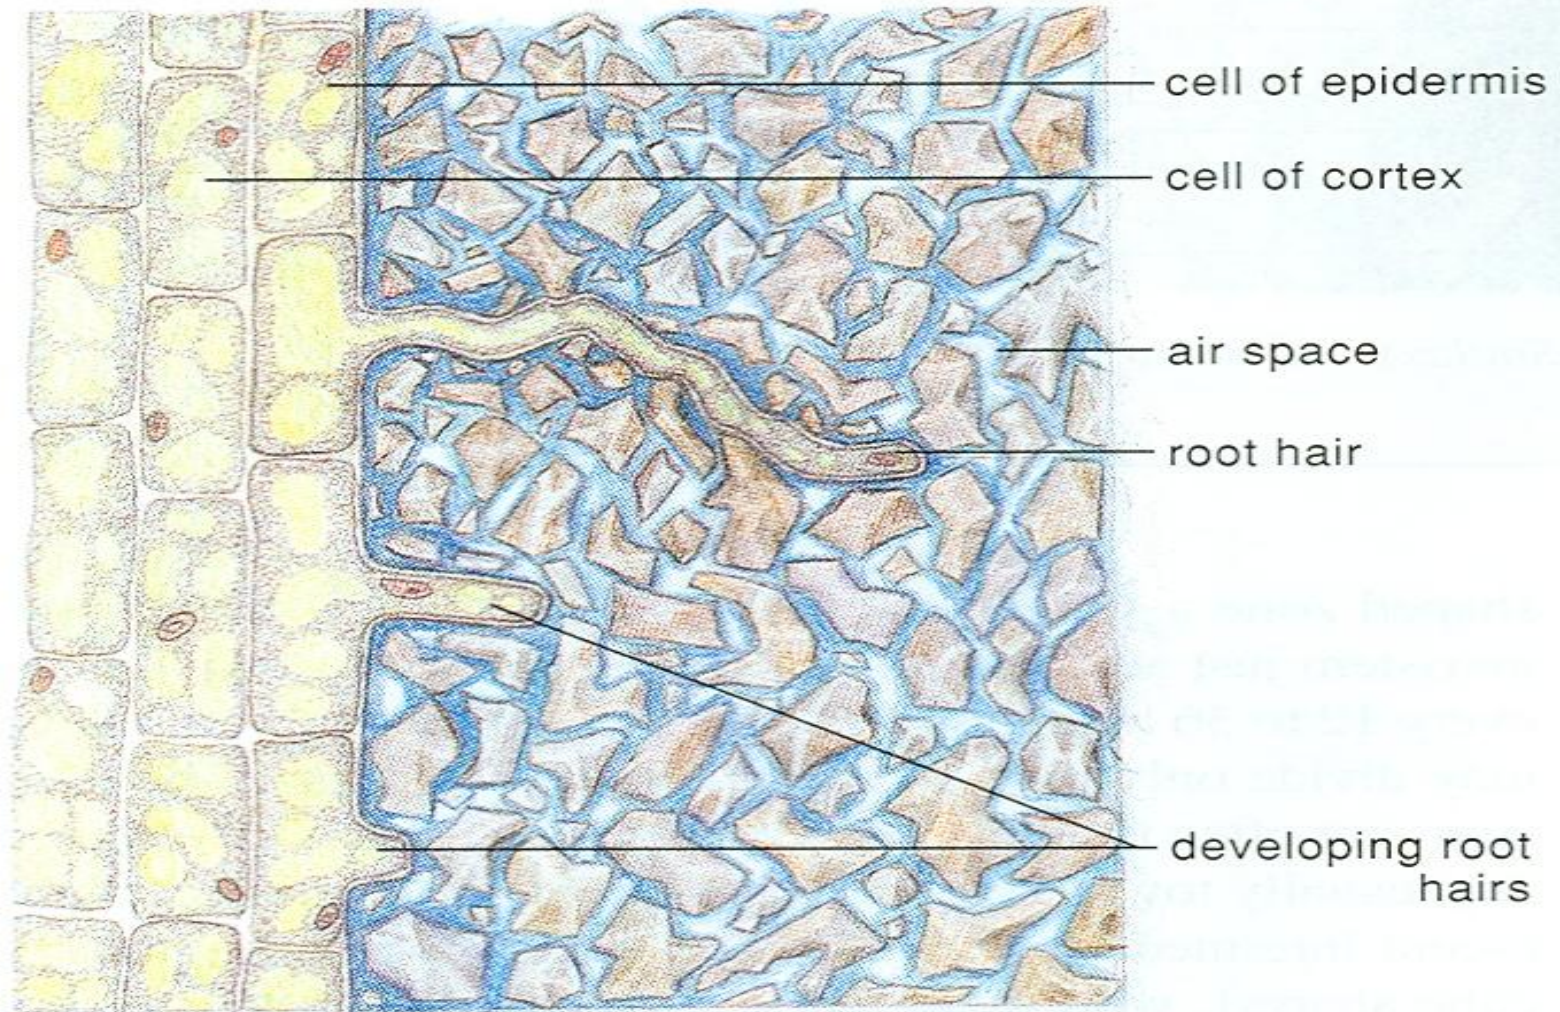 cell of epidermis
cell of cortex
air space
root hair
developing root
hairs